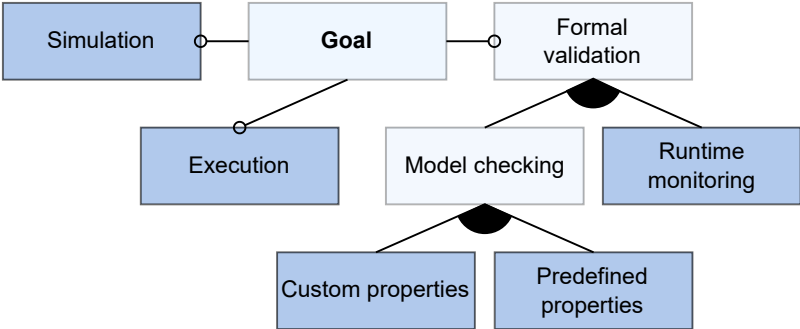 Simulation
Goal
Formal
validation
Execution
Model checking
Runtime
monitoring
Custom properties
Predefined
properties